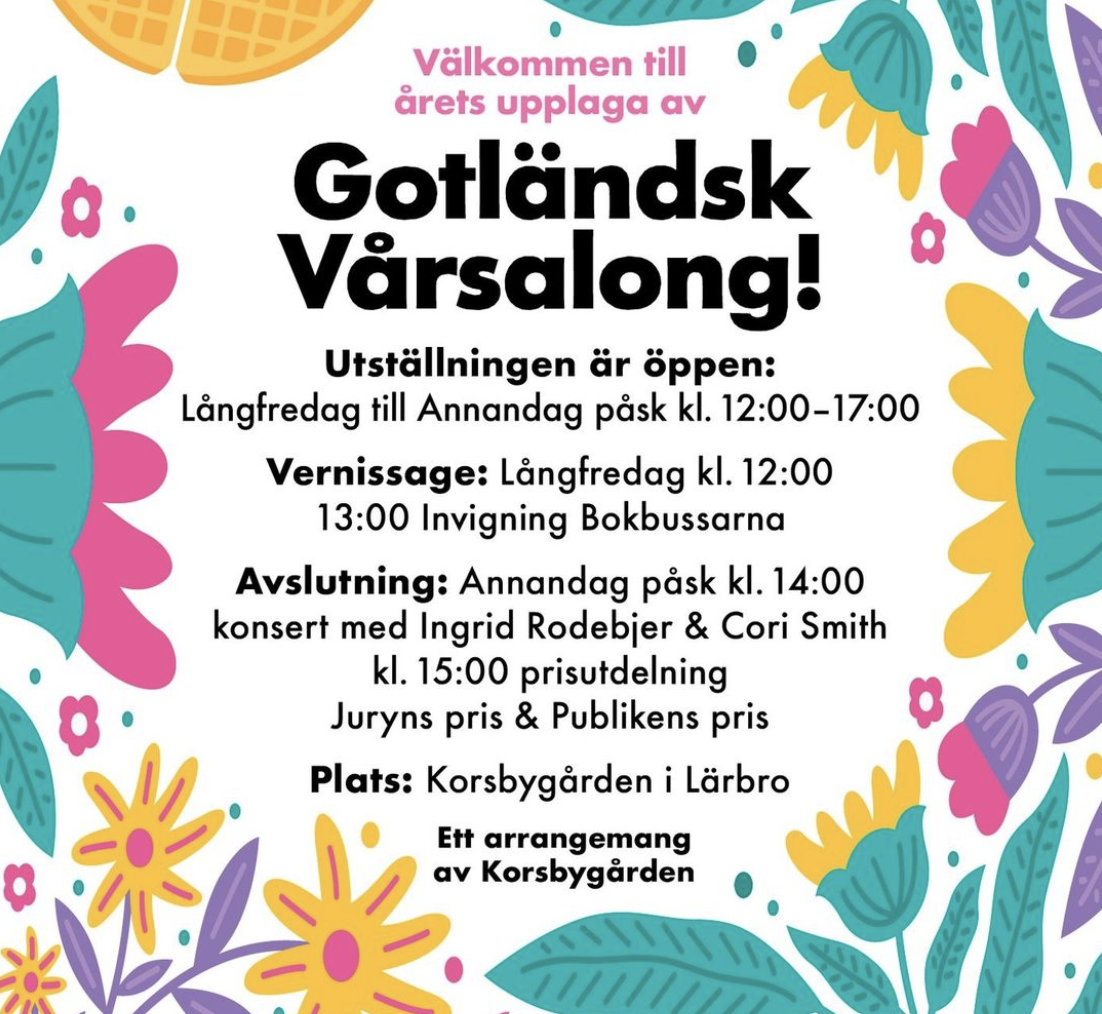 Välkommen till
årets upplaga av
Gotländsk
Vårsalong!
Utställningen är öppen:
Långfredag till Annandag påsk kl. 12:00–17:00
Vernissage: Långfredag kl. 12:00
13:00 Invigning Bokbussarna
Avslutning: Annandag påsk kl. 14:00
konsert med Ingrid Rodebjer & Cori Smith
kl. 15:00 prisutdelning
Juryns pris & Publikens pris
Plats: Korsbygården i Lärbro
Ett arrangemang
av Korsbygården